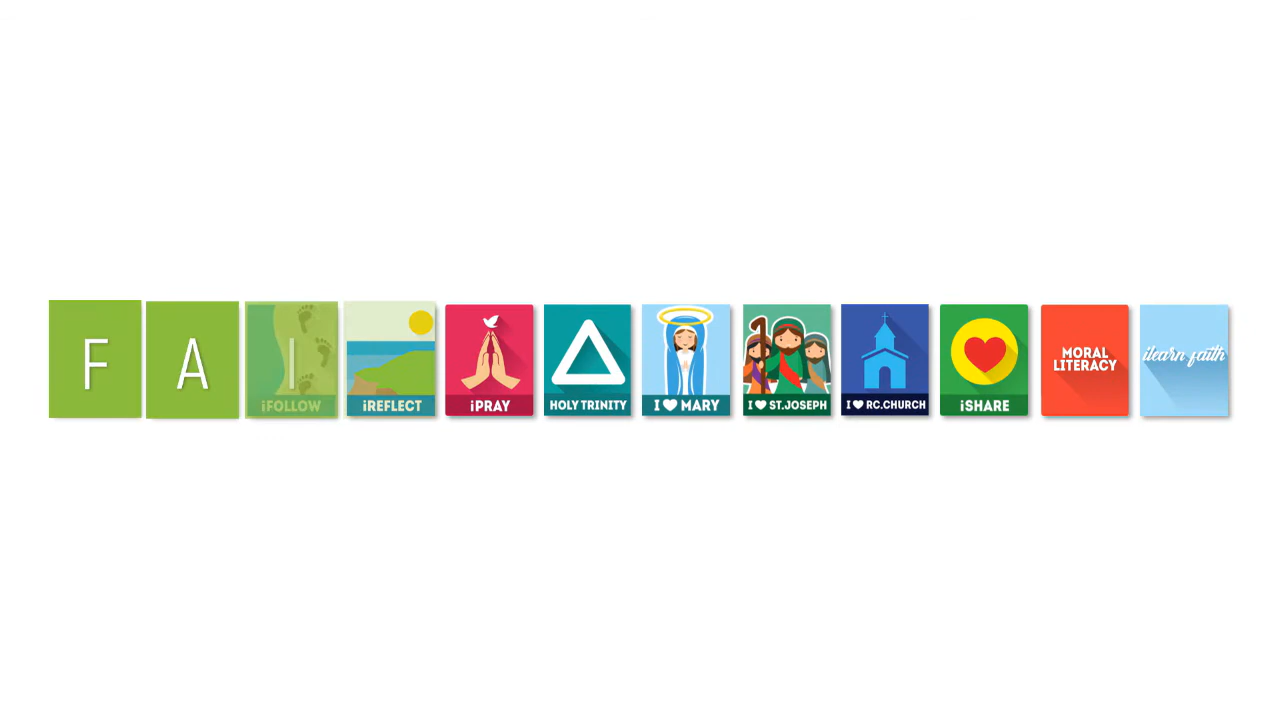 F
A
I
iFOLLOW
iREFLECT
iPRAY
HOLY TRINITY
I ♥ MARY
I ♥ ST.JOSEPH
I ♥ RC.CHURCH
iSHARE
MORAL
LITERACY
ilearn faith